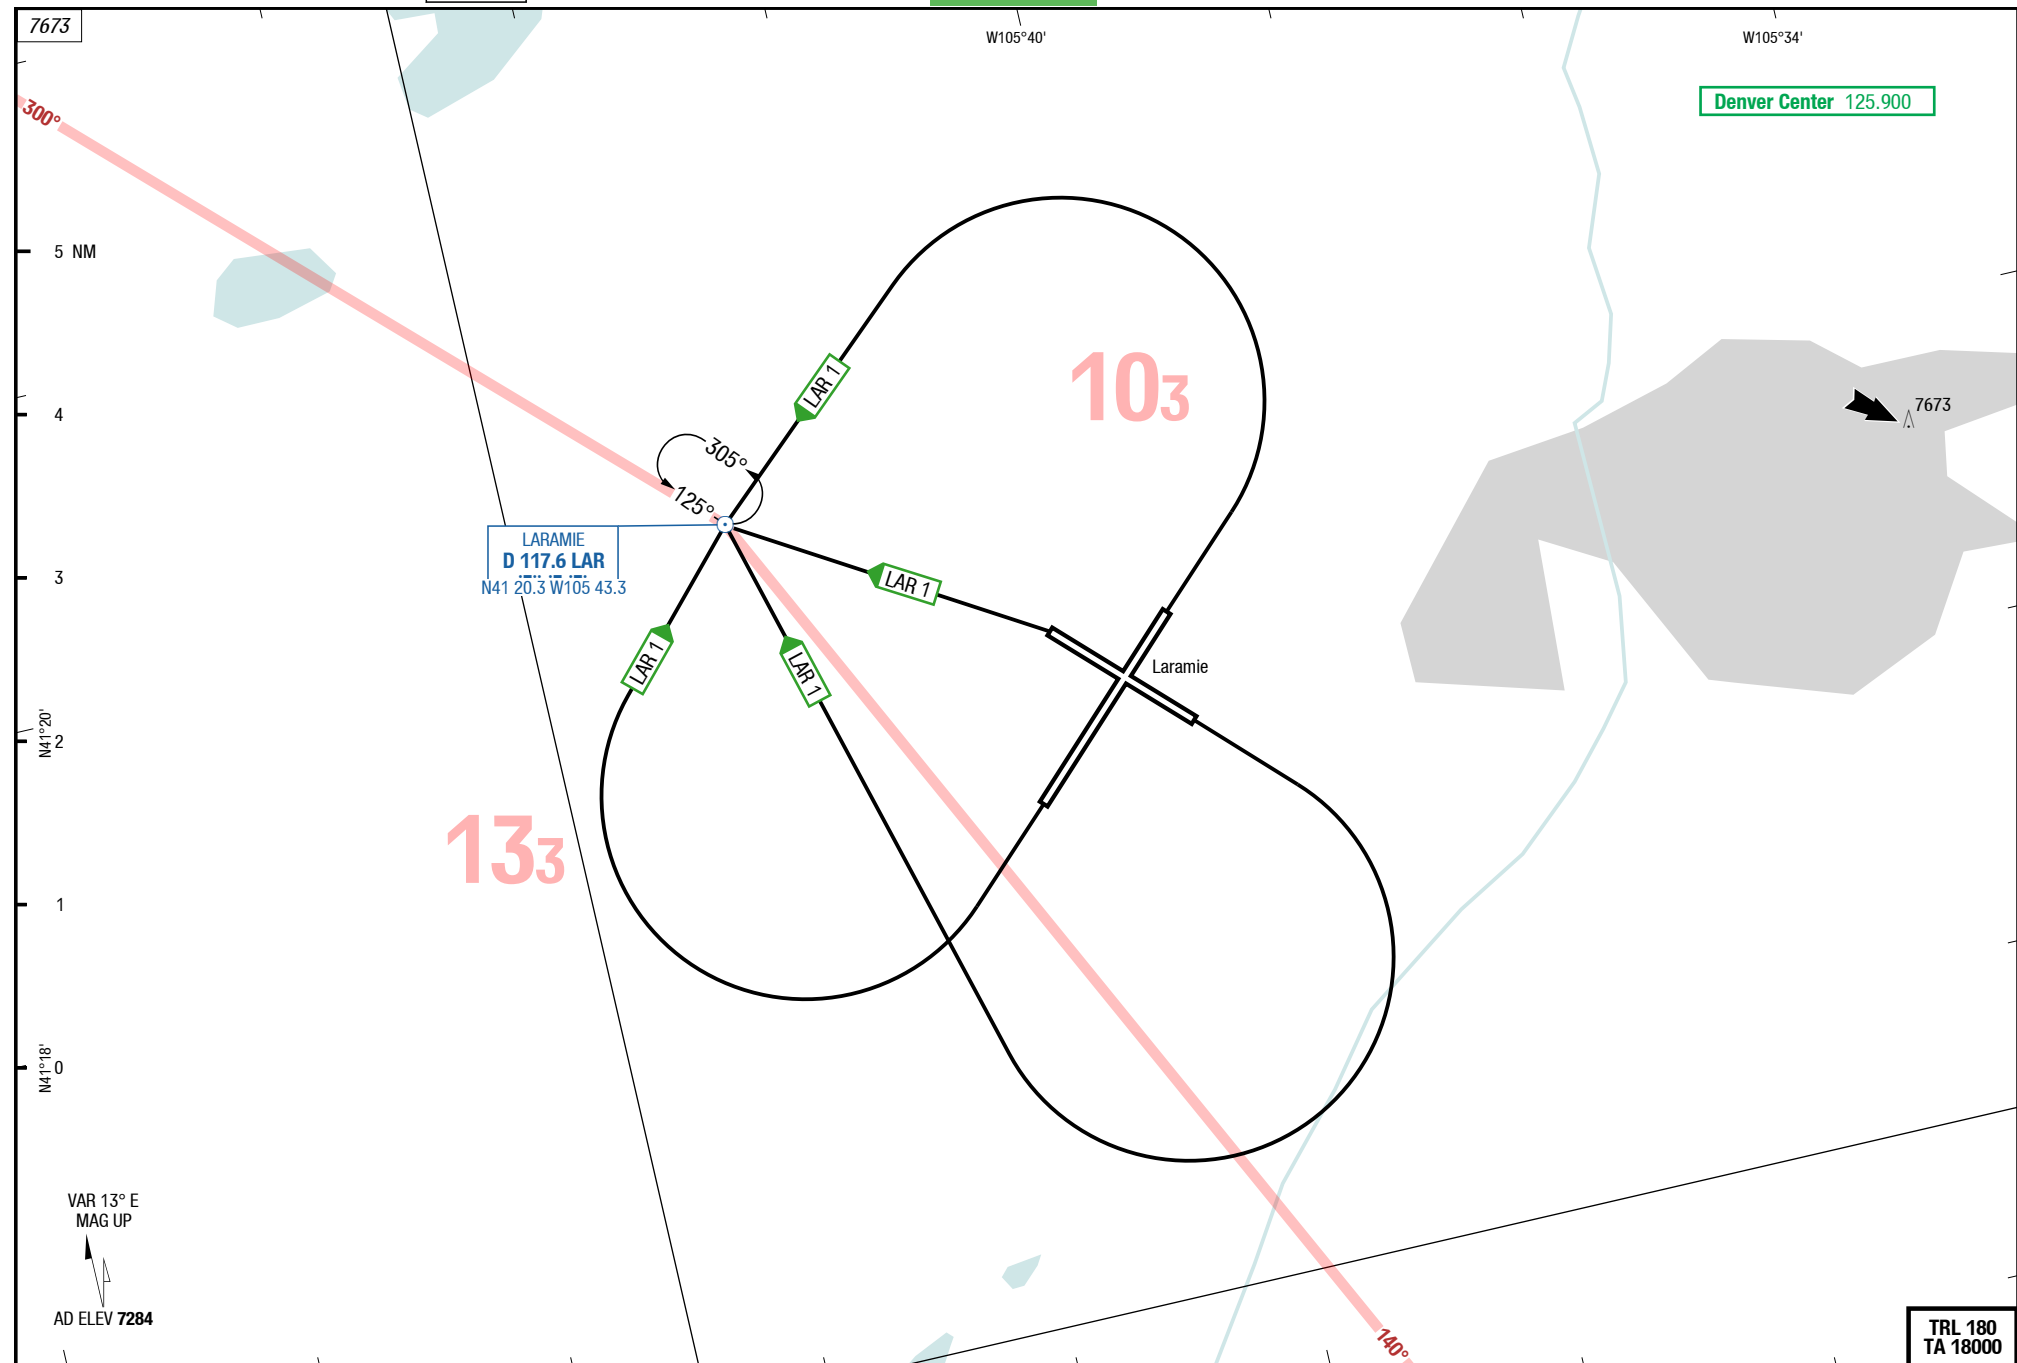 7673
W105°40'
W105°34'
Denver Center 125.900
300°
5 NM
4
3
N41°20'
2
1
N41°18'
0
LAR 1
10₃
7673
305°
125°
LARAMIE
D 117.6 LAR
N41 20.3 W105 43.3
LAR 1
LAR 1
LAR 1
Laramie
13₃
VAR 13° E
MAG UP
AD ELEV 7284
140°
TRL 180
TA 18000